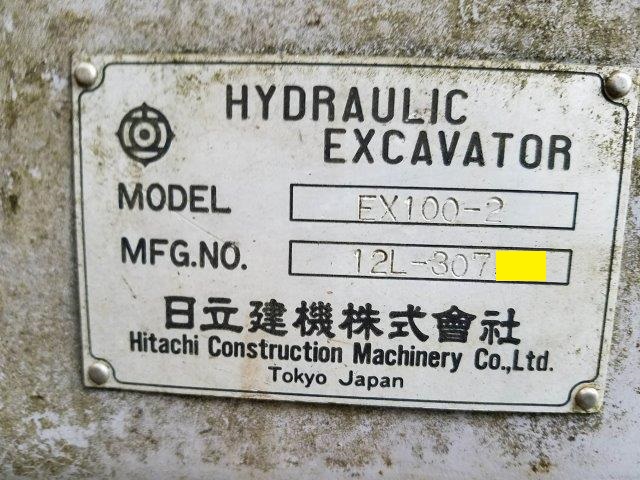 HYDRAULIC
EXCAVATOR
MODEL EX100-2
MFG.NO. 12L-307
日立建機株式會社
Hitachi Construction Machinery Co.,Ltd.
Tokyo Japan